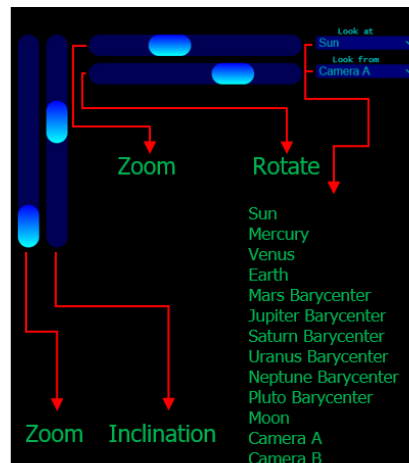 Look at
Sun
Look from
Camera A
Zoom
Rotate
Sun
Mercury
Venus
Earth
Mars Barycenter
Jupiter Barycenter
Saturn Barycenter
Uranus Barycenter
Neptune Barycenter
Pluto Barycenter
Moon
Camera A
Camera B
Zoom
Inclination